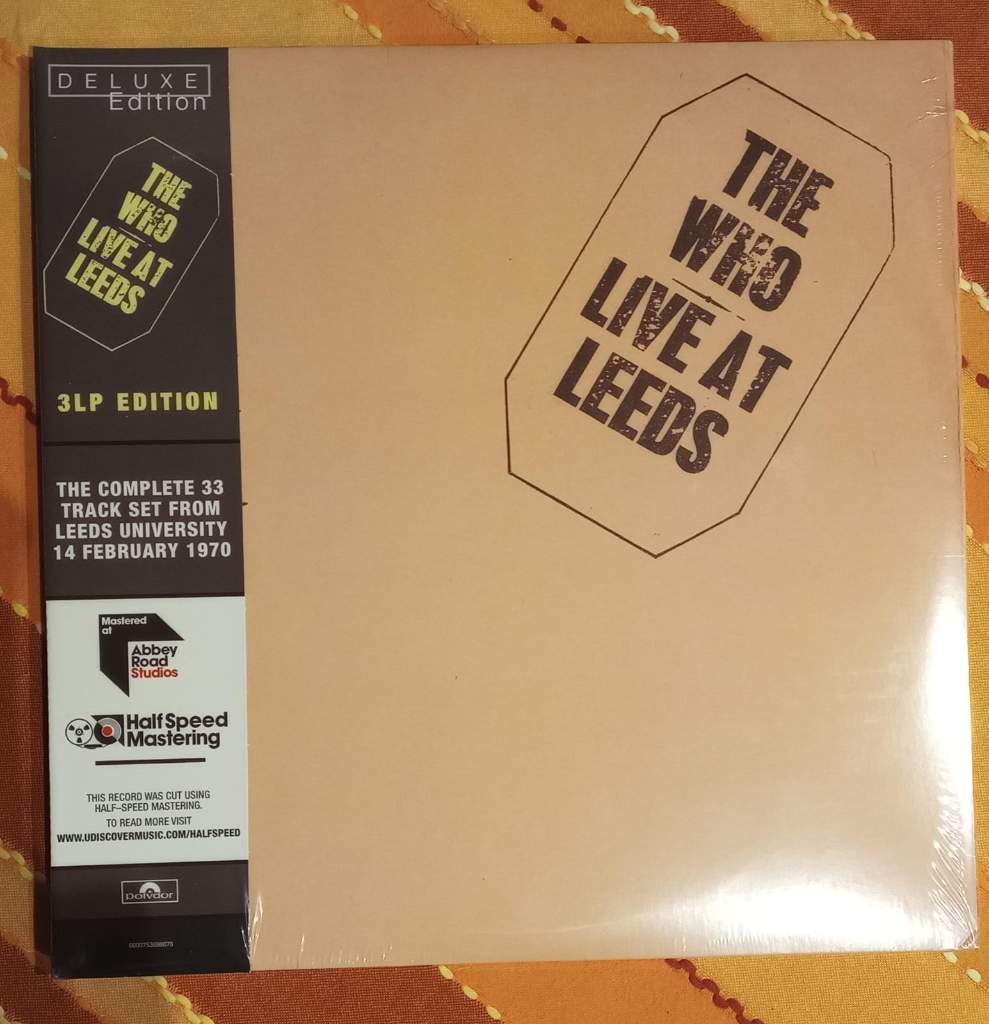 DELUXE
Edition
THE
WHO
LIVE AT
LEEDS
3LP EDITION
THE COMPLETE 33
TRACK SET FROM
LEEDS UNIVERSITY
14 FEBRUARY 1970
Mastered
at
Abbey
Road
Studios
Half Speed
Mastering
THIS RECORD WAS CUT USING
HALF–SPEED MASTERING.
TO READ MORE VISIT
WWW.UDISCOVERMUSIC.COM/HALFSPEED
polydor
THE
WHO
LIVE AT
LEEDS